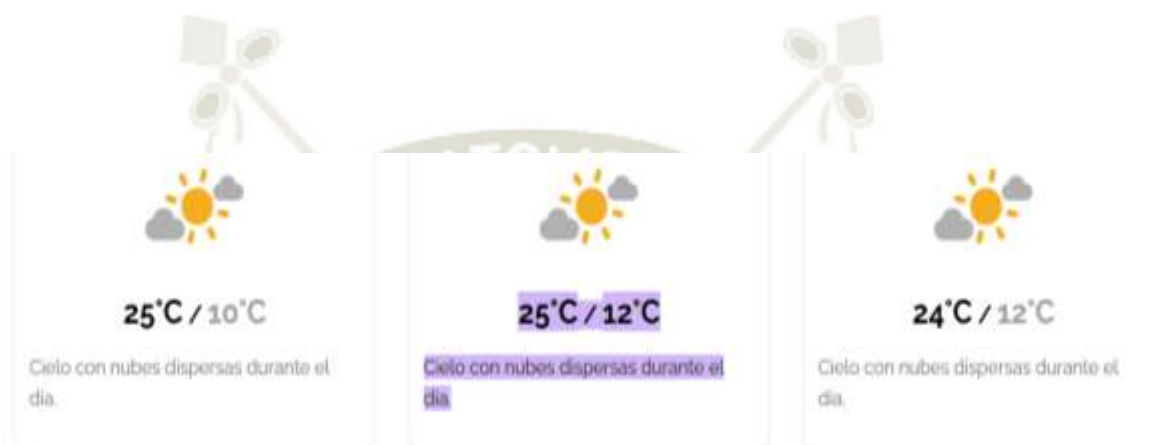 25°C / 10°C
Cielo con nubes dispersas durante el
día.
25°C / 12°C
Cielo con nubes dispersas durante el
día.
24°C / 12°C
Cielo con nubes dispersas durante el
día.